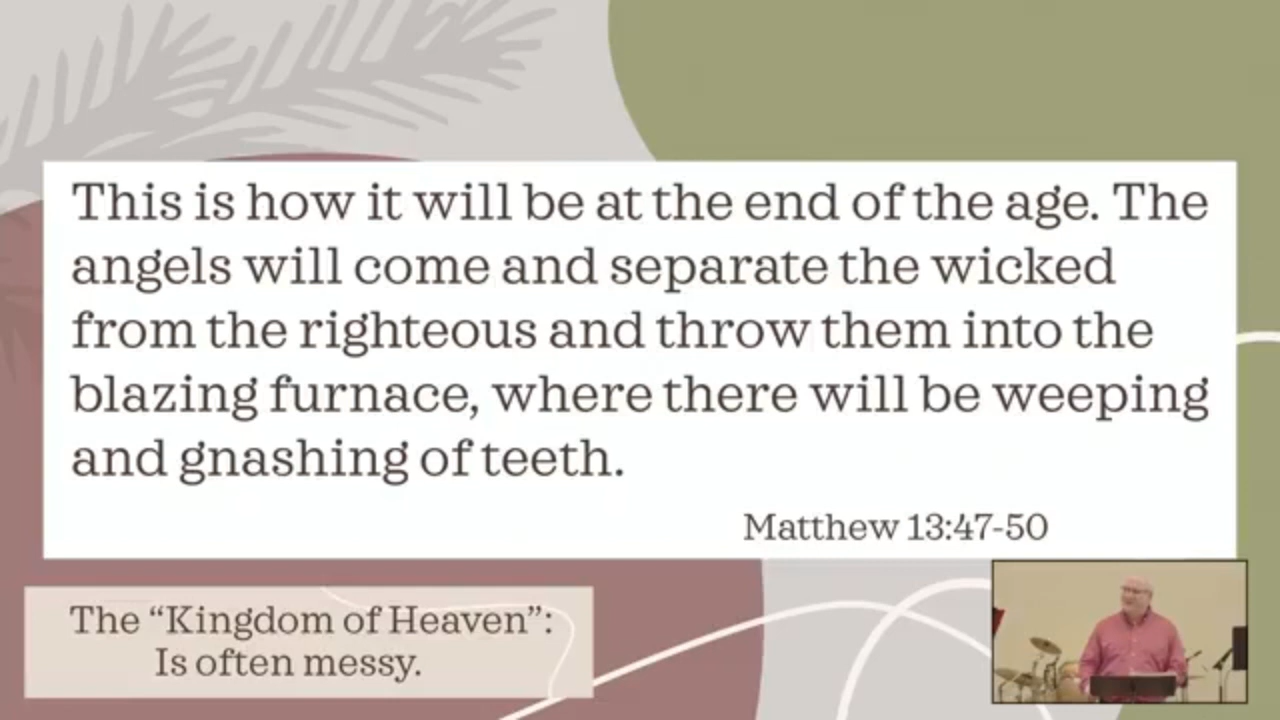 This is how it will be at the end of the age. The
angels will come and separate the wicked
from the righteous and throw them into the
blazing furnace, where there will be weeping
and gnashing of teeth.
Matthew 13:47-50
The “Kingdom of Heaven”:
Is often messy.